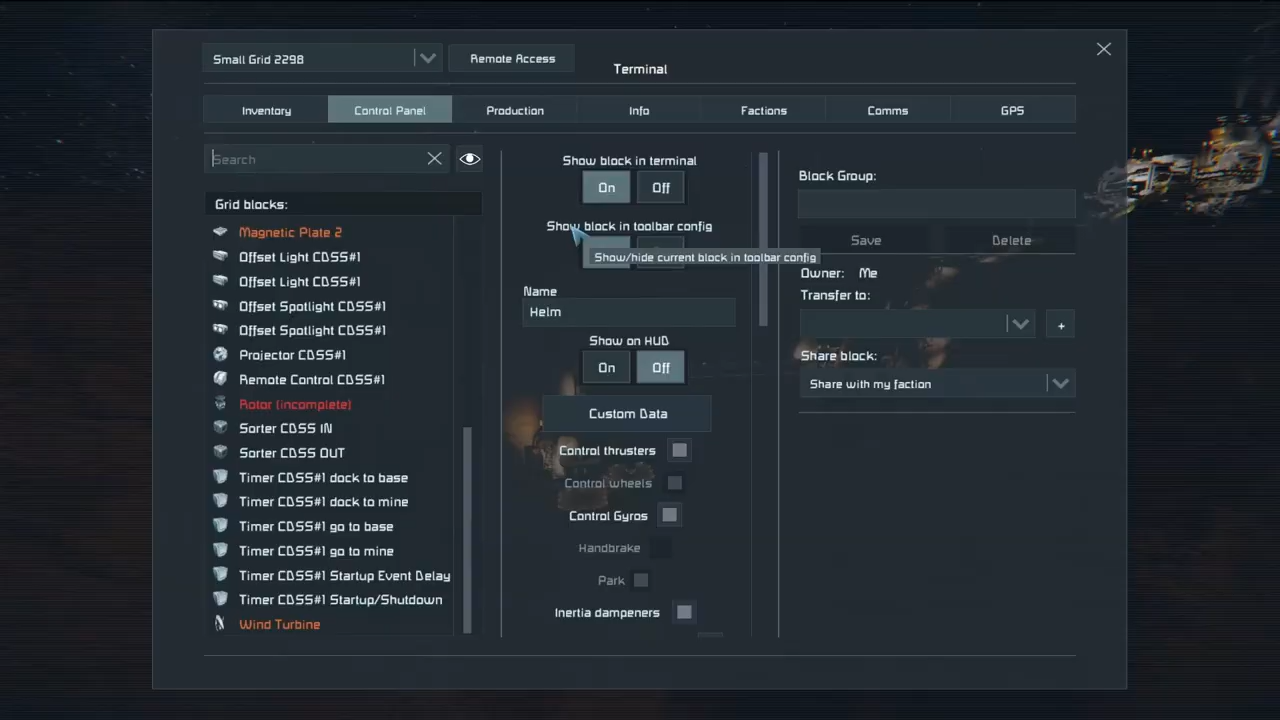 Small Grid 2298
Remote Access
Terminal
Inventory
Control Panel
Production
Info
Factions
Comms
GPS
Search
Grid blocks:
Magnetic Plate 2
Offset Light CDSS#1
Offset Light CDSS#1
Offset Spotlight CDSS#1
Offset Spotlight CDSS#1
Projector CDSS#1
Remote Control CDSS#1
Rotor (incomplete)
Sorter CDSS IN
Sorter CDSS OUT
Timer CDSS#1 dock to base
Timer CDSS#1 dock to mine
Timer CDSS#1 go to base
Timer CDSS#1 go to mine
Timer CDSS#1 Startup Event Delay
Timer CDSS#1 Startup/Shutdown
Wind Turbine
Show block in terminal
On Off
Show block in toolbar config
Show/hide current block in toolbar config
Name
Helm
Show on HUD
On Off
Custom Data
Control thrusters
Control wheels
Control Gyros
Handbrake
Park
Inertia dampeners
Block Group:
Save
Delete
Owner: Me
Transfer to:
+
Share block:
Share with my faction